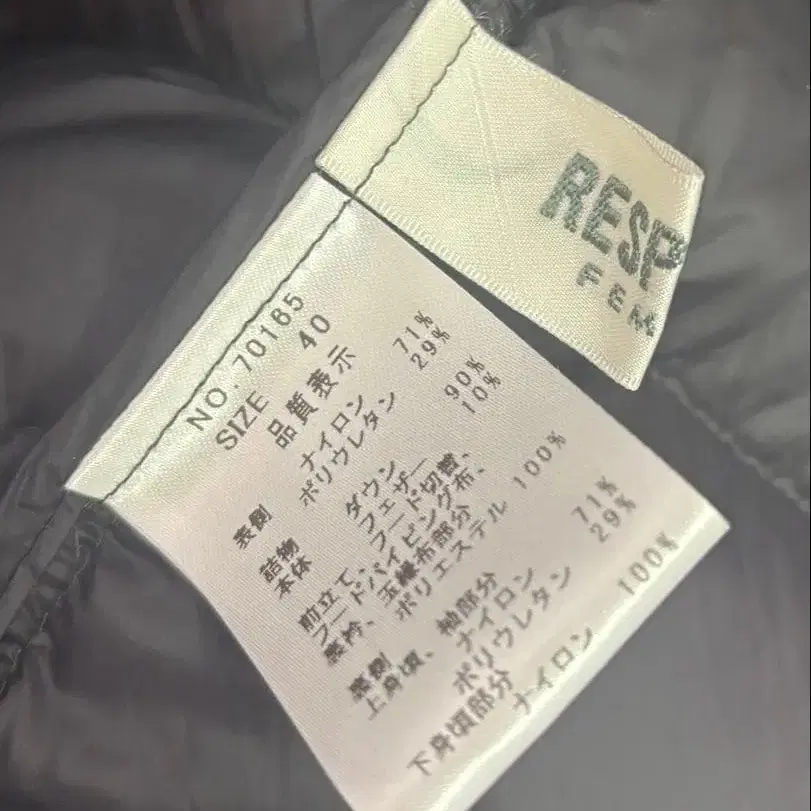 RESP
FEM
NO.70165
SIZE 40
品質表示
表側 ナイロン 71%
ポリウレタン 29%
詰物 ダウン 90%
本体 フェザー 10%
前立て、フード切替、
フードパイピング布、
表衿、玉縁布部分
ポリエステル 100%
裏側
上身頃、袖部分
ナイロン 71%
ポリウレタン 29%
下身頃部分
ナイロン 100%